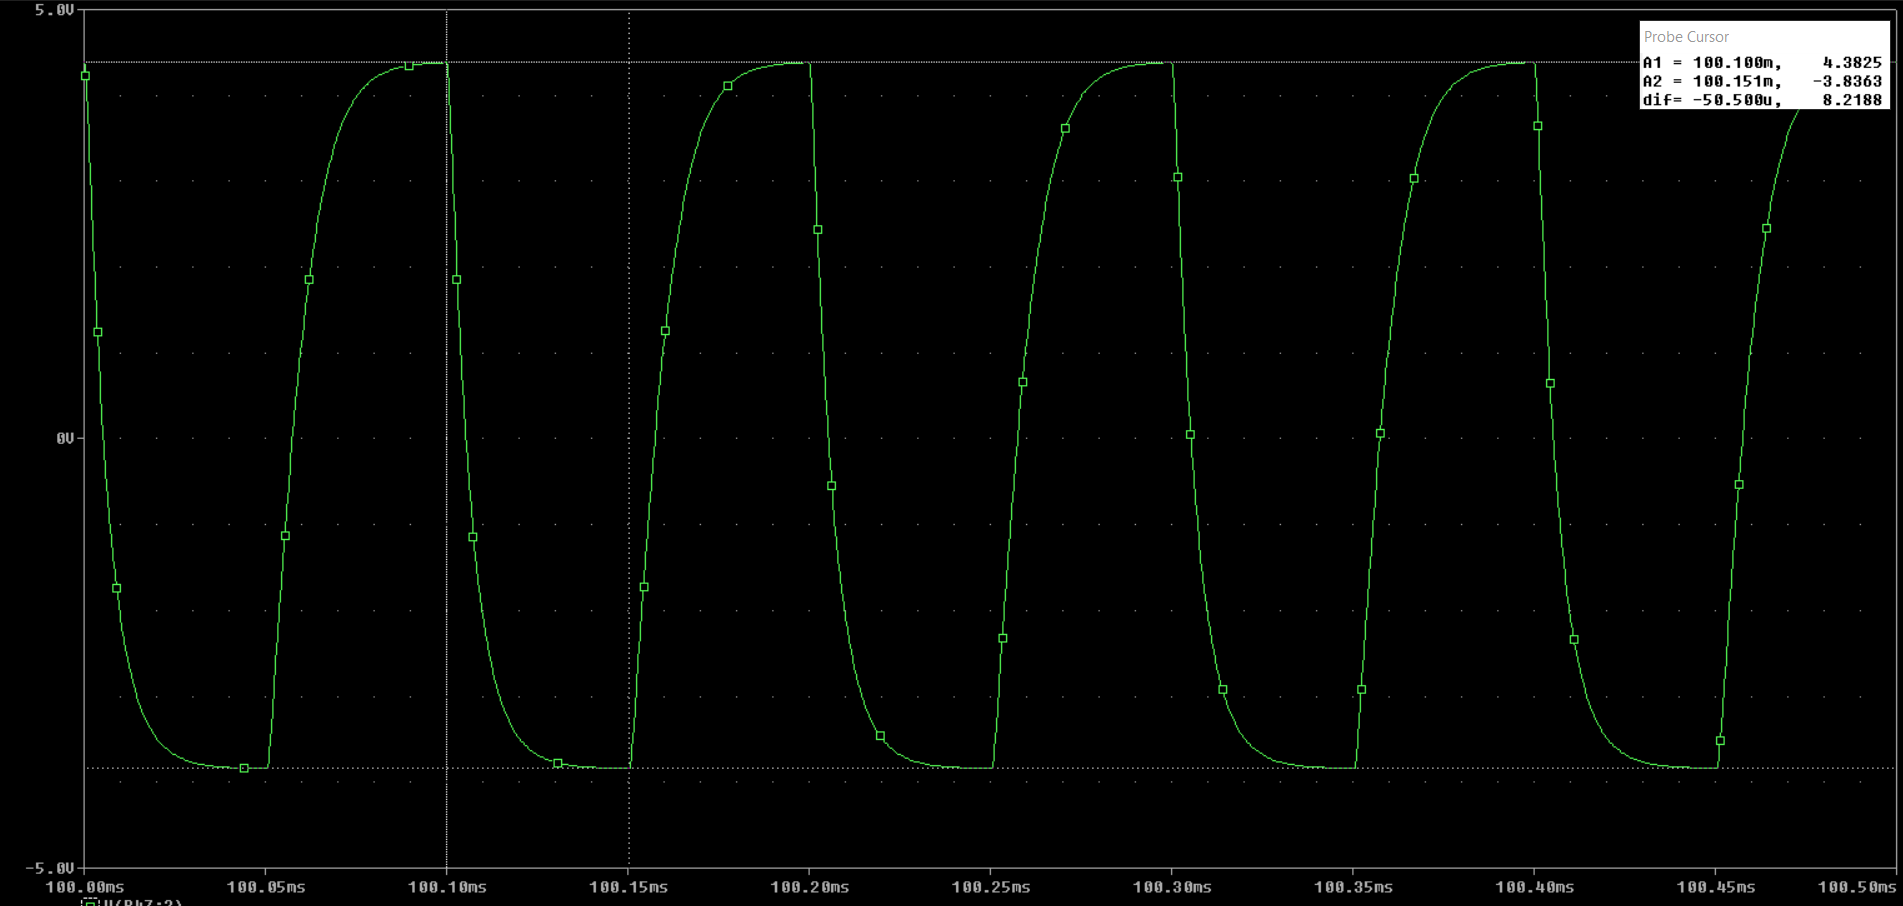 5.0V
Probe Cursor
A1 = 100.100m, 4.3825
A2 = 100.151m, -3.8363
dif= -50.500u, 8.2188
0V
-5.0V
100.00ms 100.05ms 100.10ms 100.15ms 100.20ms 100.25ms 100.30ms 100.35ms 100.40ms 100.45ms 100.50ms